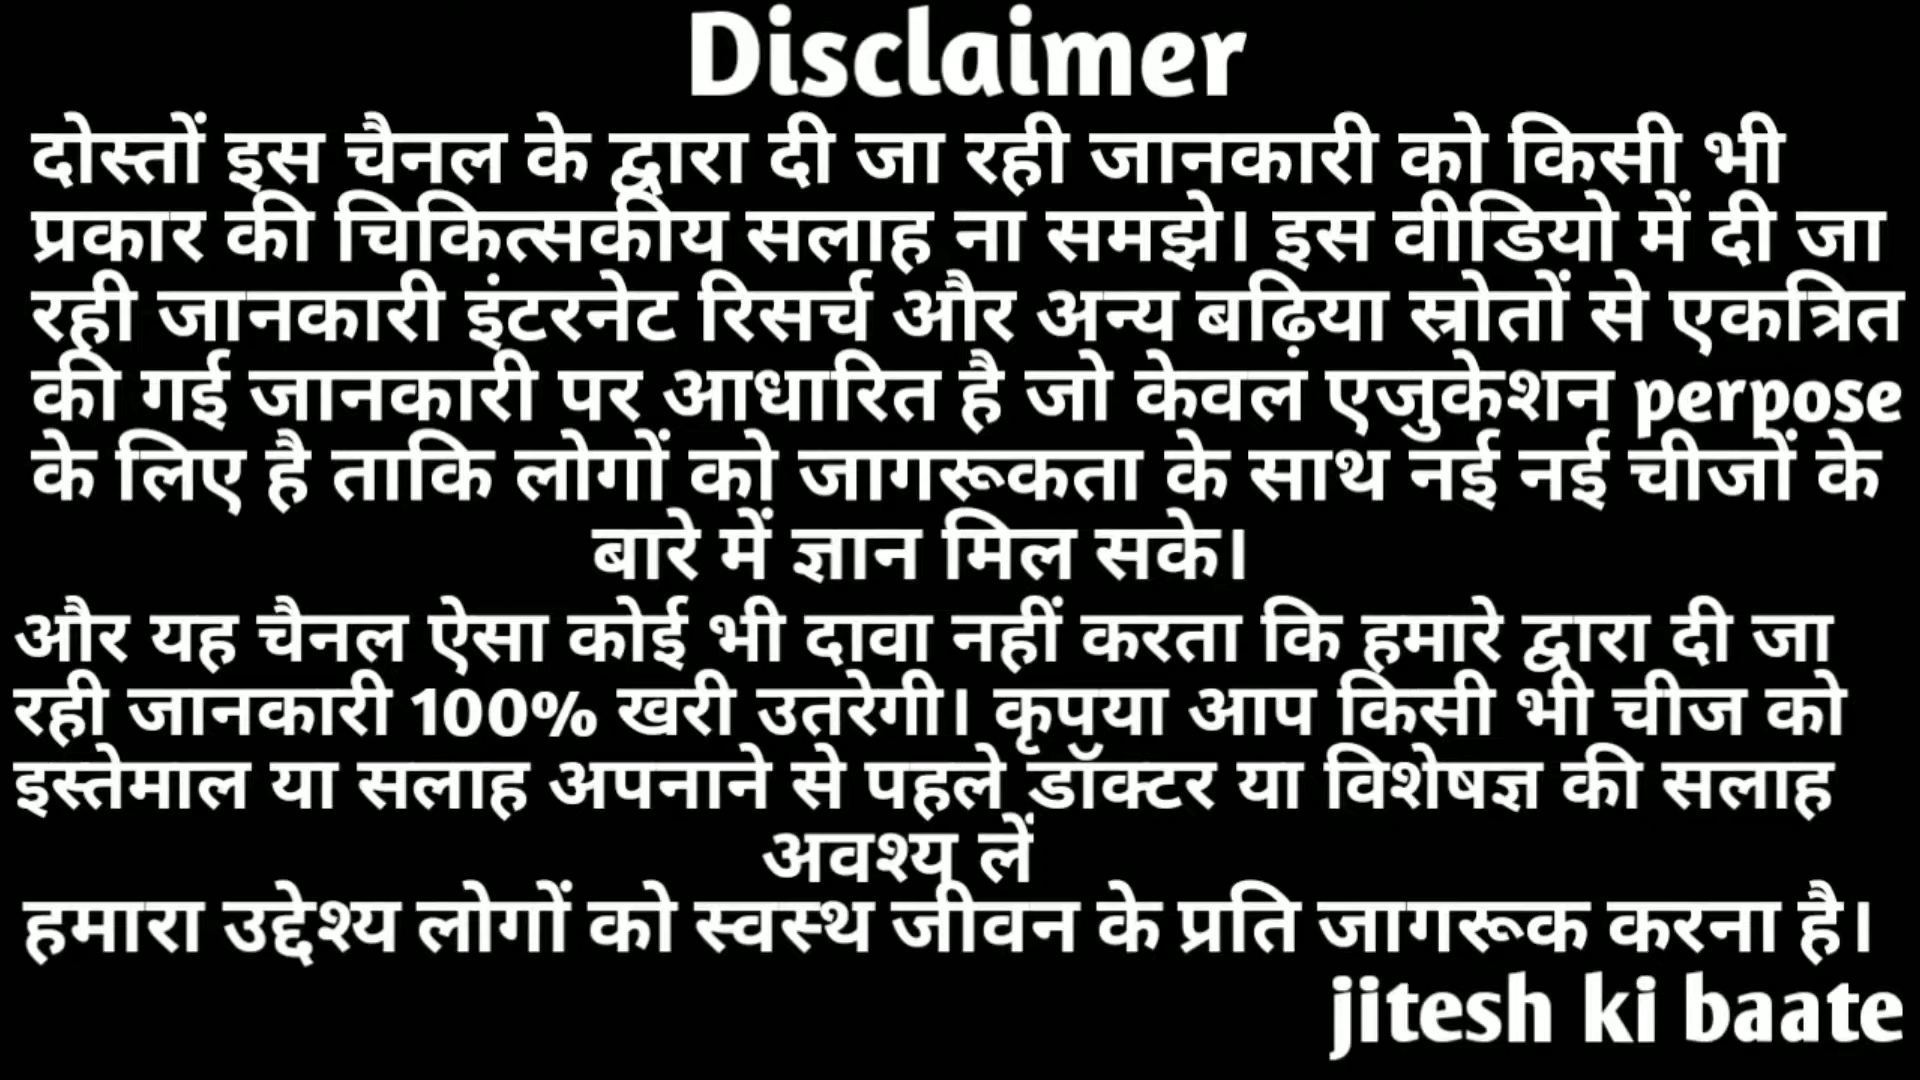 Disclaimer
दोस्तों इस चैनल के द्वारा दी जा रही जानकारी को किसी भी
प्रकार की चिकित्सकीय सलाह ना समझे। इस वीडियो में दी जा
रही जानकारी इंटरनेट रिसर्च और अन्य बढ़िया स्रोतों से एकत्रित
की गई जानकारी पर आधारित है जो केवल एजुकेशन perpose
के लिए है ताकि लोगों को जागरूकता के साथ नई नई चीजों के
बारे में ज्ञान मिल सके।
और यह चैनल ऐसा कोई भी दावा नहीं करता कि हमारे द्वारा दी जा
रही जानकारी 100% खरी उतरेगी। कृपया आप किसी भी चीज को
इस्तेमाल या सलाह अपनाने से पहले डॉक्टर या विशेषज्ञ की सलाह
अवश्य लें
हमारा उद्देश्य लोगों को स्वस्थ जीवन के प्रति जागरूक करना है।
jitesh ki baate